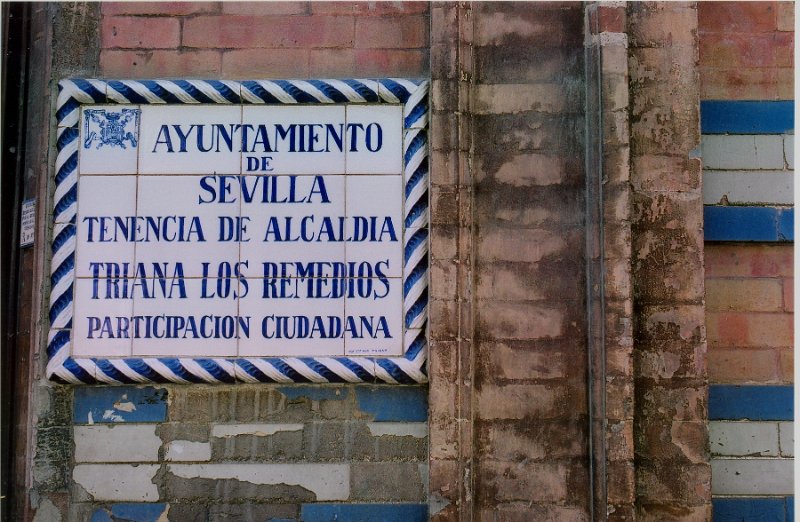 AYUNTAMIENTO
DE
SEVILLA
TENENCIA DE ALCALDIA
TRIANA LOS REMEDIOS
PARTICIPACION CIUDADANA